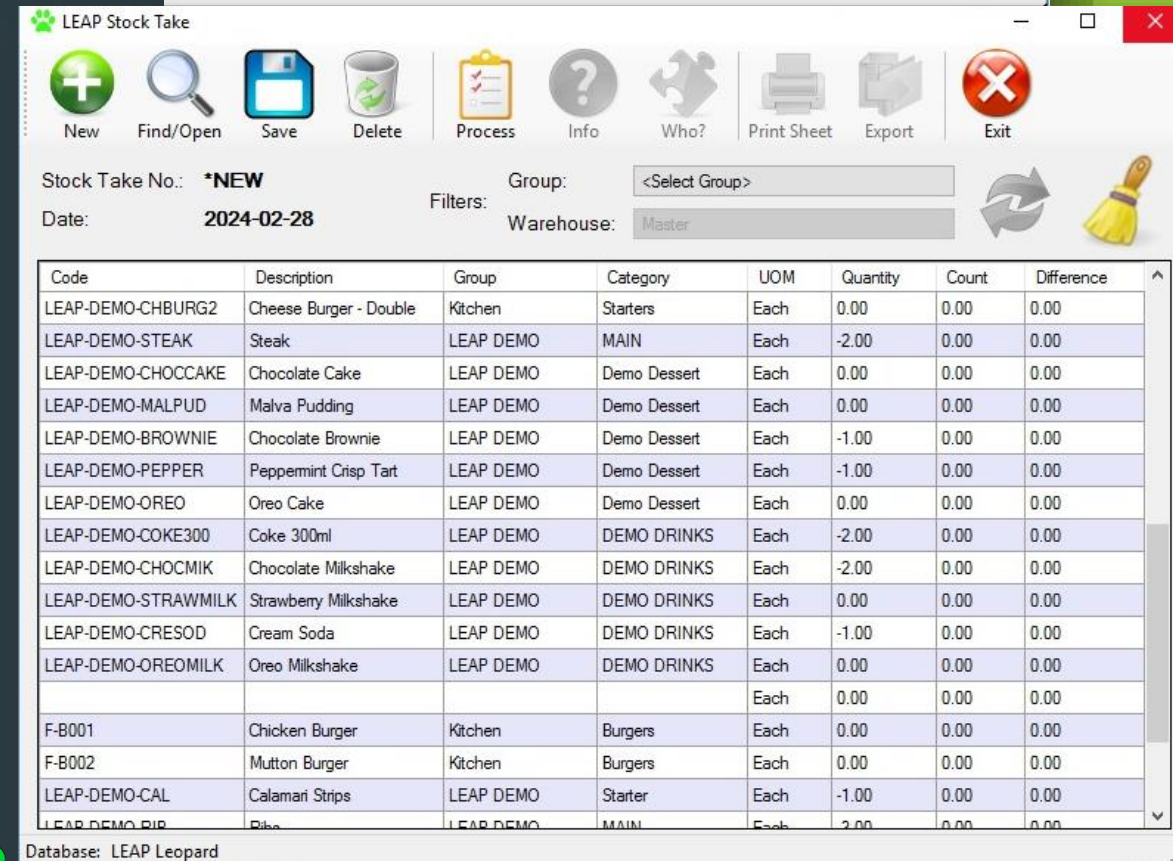 LEAP Stock Take
New Find/Open Save Delete Process Info Who? Print Sheet Export Exit
Stock Take No.: *NEW Filters: Group: <Select Group>
Date: 2024-02-28 Warehouse: Master
Code Description Group Category UOM Quantity Count Difference
LEAP-DEMO-CHBURG2 Cheese Burger - Double Kitchen Starters Each 0.00 0.00 0.00
LEAP-DEMO-STEAK Steak LEAP DEMO MAIN Each -2.00 0.00 0.00
LEAP-DEMO-CHOCCAKE Chocolate Cake LEAP DEMO Demo Dessert Each 0.00 0.00 0.00
LEAP-DEMO-MALPUD Malva Pudding LEAP DEMO Demo Dessert Each 0.00 0.00 0.00
LEAP-DEMO-BROWNIE Chocolate Brownie LEAP DEMO Demo Dessert Each -1.00 0.00 0.00
LEAP-DEMO-PEPPER Peppermint Crisp Tart LEAP DEMO Demo Dessert Each -1.00 0.00 0.00
LEAP-DEMO-OREO Oreo Cake LEAP DEMO Demo Dessert Each 0.00 0.00 0.00
LEAP-DEMO-COKE300 Coke 300ml LEAP DEMO DEMO DRINKS Each -2.00 0.00 0.00
LEAP-DEMO-CHOCMIK Chocolate Milkshake LEAP DEMO DEMO DRINKS Each -2.00 0.00 0.00
LEAP-DEMO-STRAWMILK Strawberry Milkshake LEAP DEMO DEMO DRINKS Each 0.00 0.00 0.00
LEAP-DEMO-CRESOD Cream Soda LEAP DEMO DEMO DRINKS Each -1.00 0.00 0.00
LEAP-DEMO-OREOMILK Oreo Milkshake LEAP DEMO DEMO DRINKS Each 0.00 0.00 0.00
Each 0.00 0.00 0.00
F-B001 Chicken Burger Kitchen Burgers Each 0.00 0.00 0.00
F-B002 Mutton Burger Kitchen Burgers Each 0.00 0.00 0.00
LEAP-DEMO-CAL Calamari Strips LEAP DEMO Starter Each -1.00 0.00 0.00
LEAP-DEMO-RIB Ribs LEAP DEMO MAIN Each 0.00 0.00
Database: LEAP Leopard